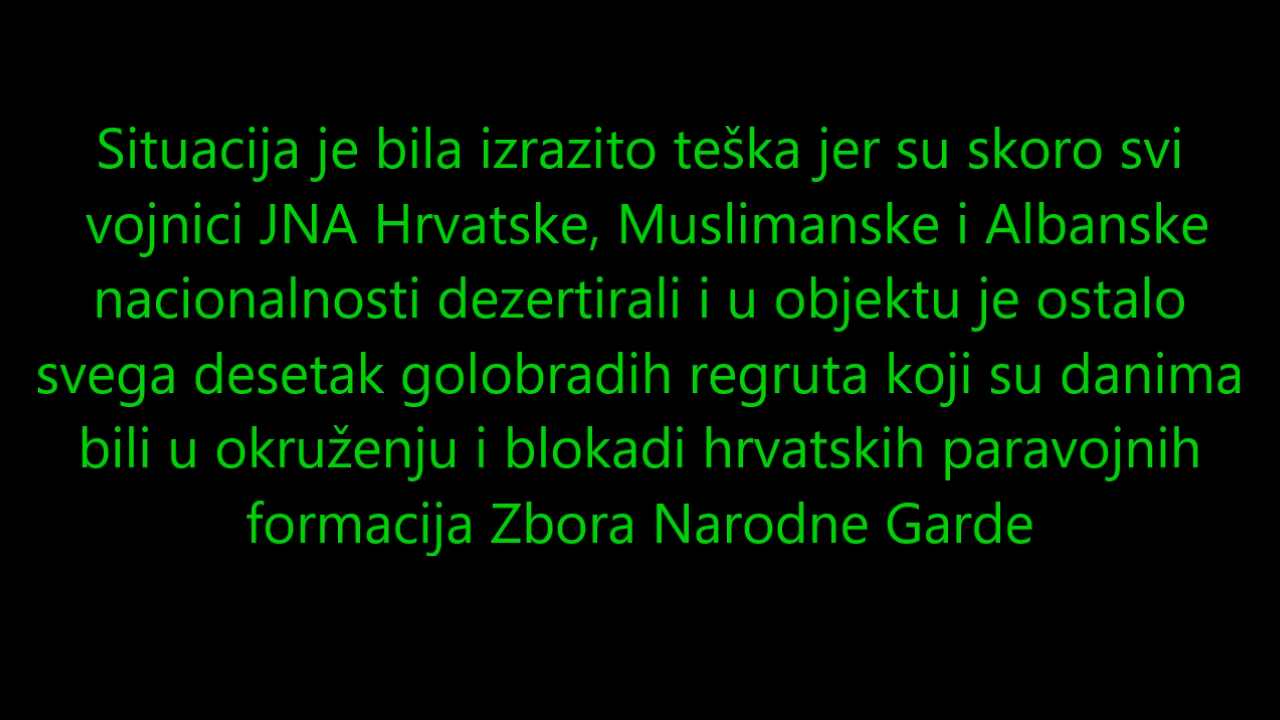 Situacija je bila izrazito teška jer su skoro svi
vojnici JNA Hrvatske, Muslimanske i Albanske
nacionalnosti dezertirali i u objektu je ostalo
svega desetak golobradih regruta koji su danima
bili u okruženju i blokadi hrvatskih paravojnih
formacija Zbora Narodne Garde